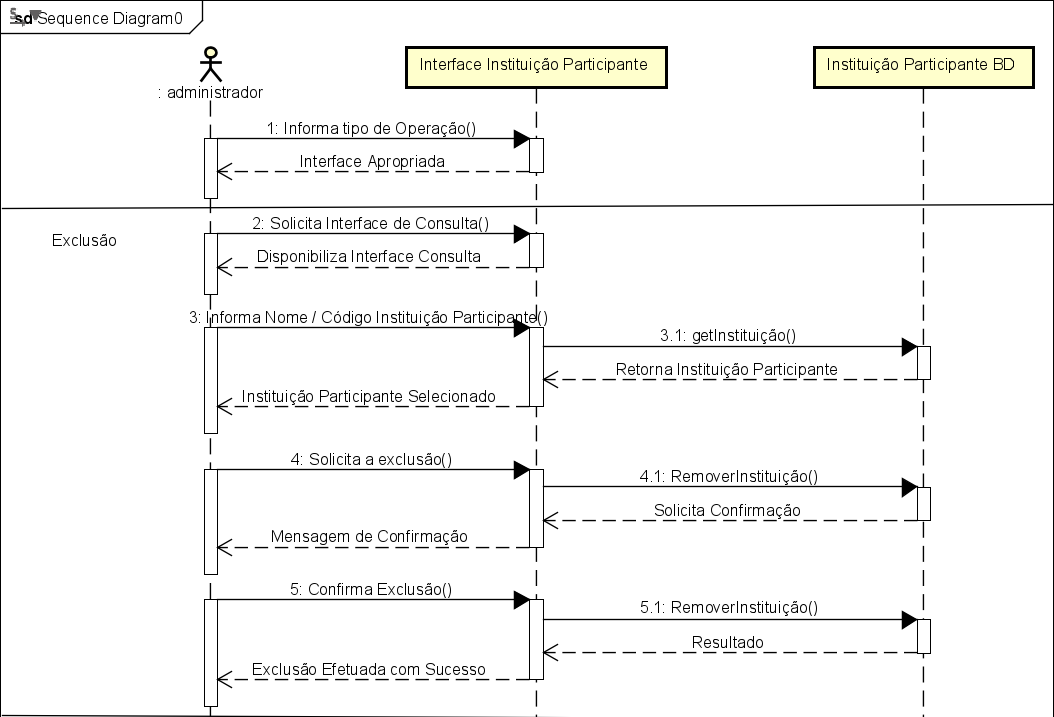 sd Sequence Diagram0
: administrador
Interface Instituição Participante
Instituição Participante BD
1: Informa tipo de Operação()
Interface Apropriada
Exclusão
2: Solicita Interface de Consulta()
Disponibiliza Interface Consulta
3: Informa Nome / Código Instituição Participante()
3.1: getInstituição()
Retorna Instituição Participante
Instituição Participante Selecionado
4: Solicita a exclusão()
4.1: RemoverInstituição()
Solicita Confirmação
Mensagem de Confirmação
5: Confirma Exclusão()
5.1: RemoverInstituição()
Resultado
Exclusão Efetuada com Sucesso